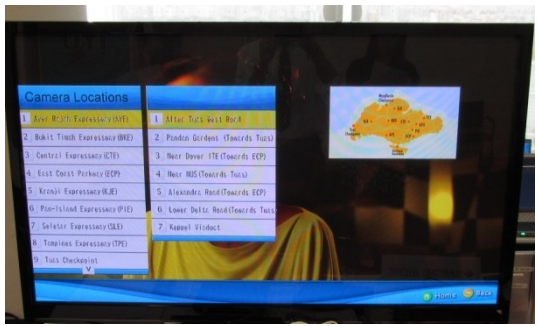 Camera Locations
1 Ayer Rajah Expressway(AYE)
2 Bukit Timah Expressway(BKE)
3 Central Expressway(CTE)
4 East Coast Parkway(ECP)
5 Kranji Expressway(KJE)
6 Pan-Island Expressway(PIE)
7 Seletar Expressway(SLE)
8 Tampines Expressway(TPE)
9 Tuas Checkpoint
V
1 After Tuas West Road
2 Pandan Gardens (Towards Tuas)
3 Near Dover ITE(Towards ECP)
4 Near NUS(Towards Tuas)
5 Alexandra Road(Towards ECP)
6 Lower Delta Road(Towards Tuas
7 Keppel Viaduct
Home
Back